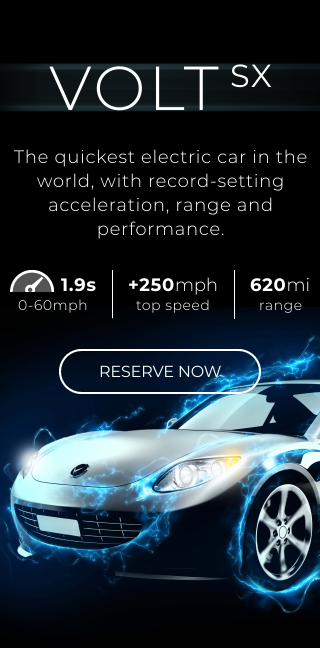 VOLT SX
The quickest electric car in the
world, with record-setting
acceleration, range and
performance.
1.9s +250mph 620mi
0-60mph top speed range
RESERVE NOW